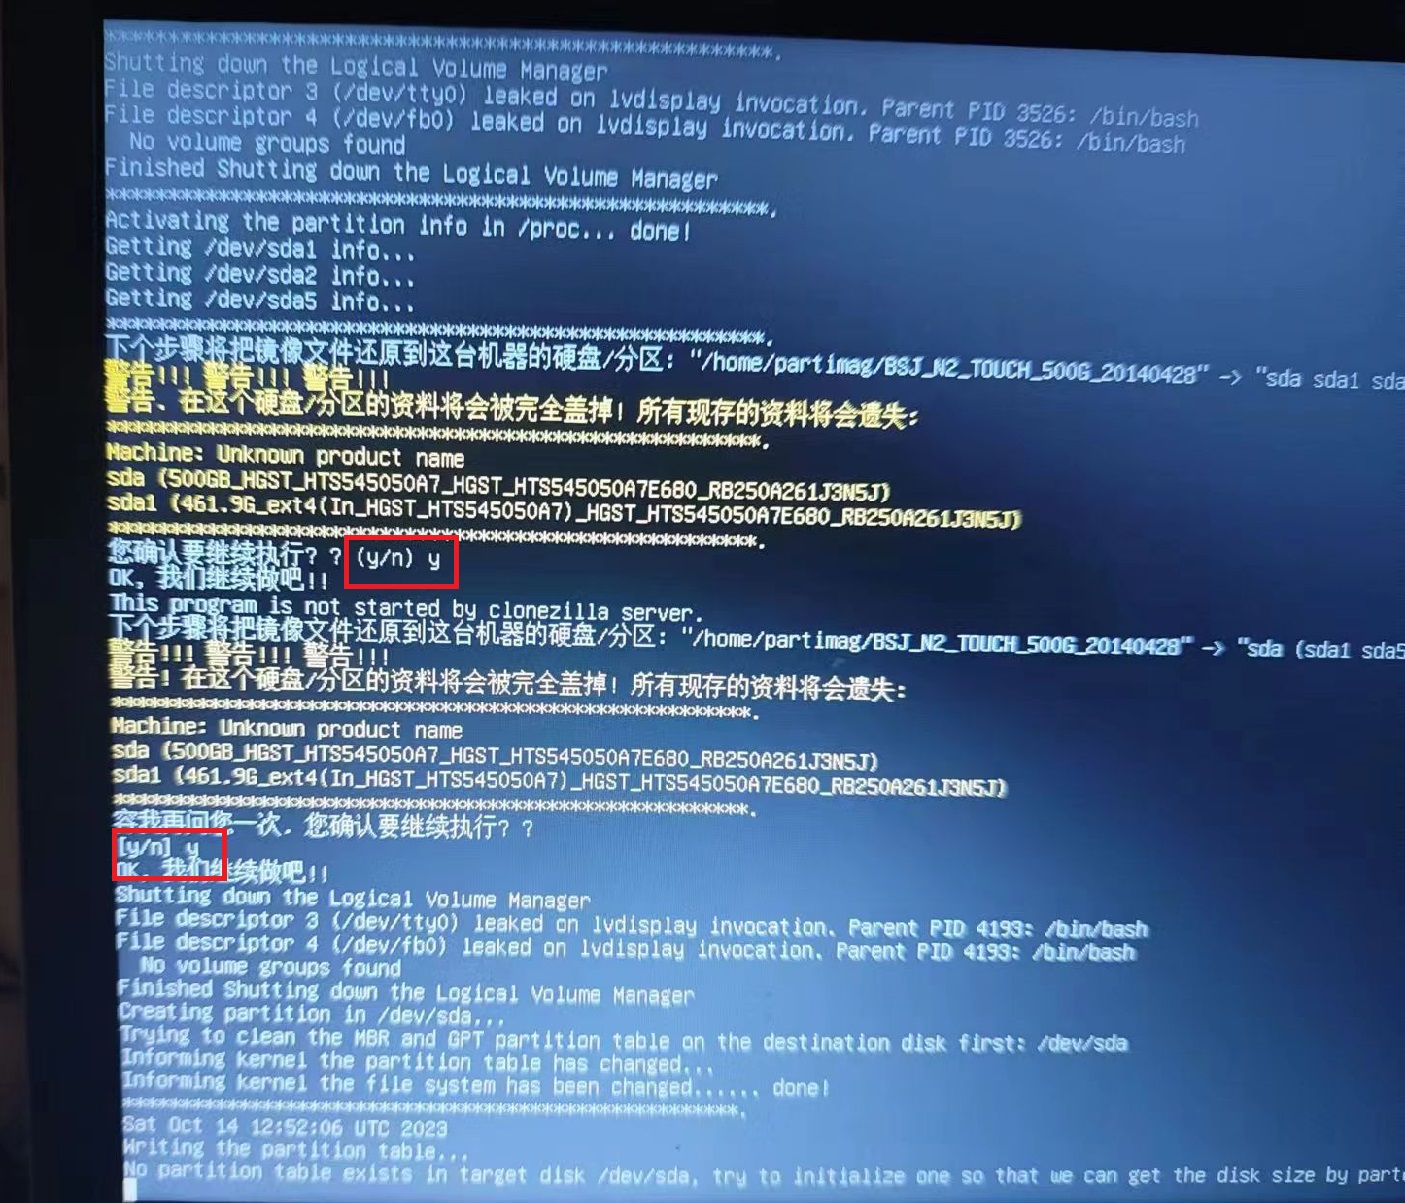 *************************************************************.
Shutting down the Logical Volume Manager
File descriptor 3 (/dev/tty0) leaked on lvdisplay invocation. Parent PID 3526: /bin/bash
File descriptor 4 (/dev/fb0) leaked on lvdisplay invocation. Parent PID 3526: /bin/bash
No volume groups found
Finished Shutting down the Logical Volume Manager
*************************************************************.
Activating the partition info in /proc... done!
Getting /dev/sda1 info...
Getting /dev/sda2 info...
Getting /dev/sda5 info...
*************************************************************.
下个步骤将把镜像文件还原到这台机器的硬盘/分区: "/home/partimag/BSJ_N2_TOUCH_500G_20140428" -> "sda sda1 sda
警告!!! 警告!!! 警告!!!
警告、在这个硬盘/分区的资料将会被完全盖掉! 所有现存的资料将会遗失:
*************************************************************.
Machine: Unknown product name
sda (500GB_HGST_HTS545050A7_HGST_HTS545050A7E680_RB250A261J3N5J)
sda1 (461.9G_ext4(In_HGST_HTS545050A7)_HGST_HTS545050A7E680_RB250A261J3N5J)
*************************************************************.
您确认要继续执行? ? (y/n) y
OK, 我们继续做吧!!
This program is not started by clonezilla server.
下个步骤将把镜像文件还原到这台机器的硬盘/分区: "/home/partimag/BSJ_N2_TOUCH_500G_20140428" -> "sda (sda1 sda5
警告!!! 警告!!! 警告!!!
警告! 在这个硬盘/分区的资料将会被完全盖掉! 所有现存的资料将会遗失:
*************************************************************.
Machine: Unknown product name
sda (500GB_HGST_HTS545050A7_HGST_HTS545050A7E680_RB250A261J3N5J)
sda1 (461.9G_ext4(In_HGST_HTS545050A7)_HGST_HTS545050A7E680_RB250A261J3N5J)
*************************************************************.
容我再问您一次. 您确认要继续执行? ?
[y/n] y
OK, 我们继续做吧!!
Shutting down the Logical Volume Manager
File descriptor 3 (/dev/tty0) leaked on lvdisplay invocation. Parent PID 4193: /bin/bash
File descriptor 4 (/dev/fb0) leaked on lvdisplay invocation. Parent PID 4193: /bin/bash
No volume groups found
Finished Shutting down the Logical Volume Manager
Creating partition in /dev/sda...
Trying to clean the MBR and GPT partition table on the destination disk first: /dev/sda
Informing kernel the partition table has changed...
Informing kernel the file system has been changed...... done!
*************************************************************.
Sat Oct 14 12:52:06 UTC 2023
Writing the partition table...
No partition table exists in target disk /dev/sda, try to initialize one so that we can get the disk size by part